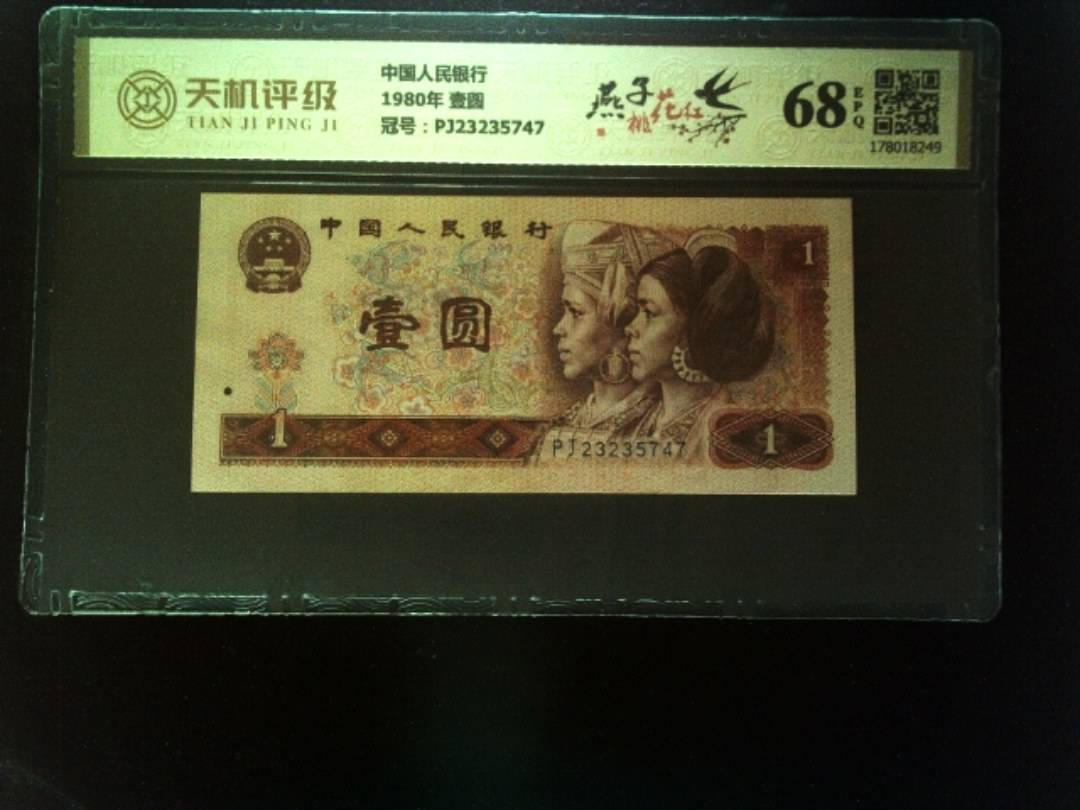 天机评级
TIAN JI PING JI
中国人民银行
1980年 壹圆
冠号：PJ23235747
燕子
桃花红
68
EPQ
178018249
中国人民银行
1
壹圆
1
PJ23235747
1